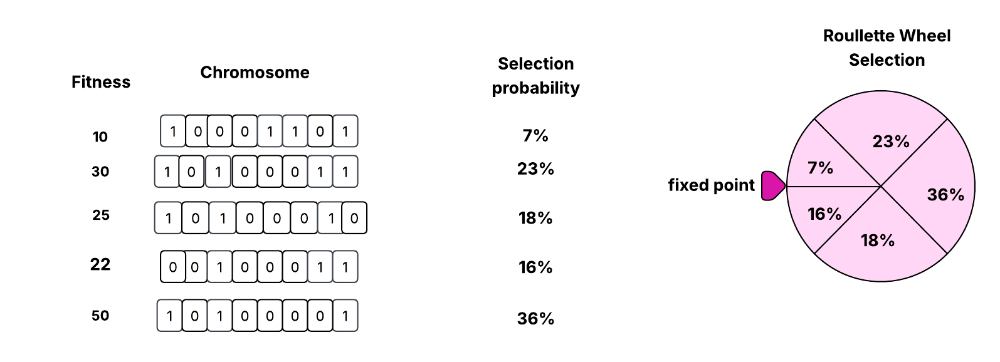 Roullette Wheel
Selection
Selection
probability
Chromosome
Fitness
10 1 0 0 0 1 1 0 1 7%
30 1 0 1 0 0 0 1 1 23%
25 1 0 1 0 0 0 1 0 18%
22 0 0 1 0 0 0 1 1 16%
50 1 0 1 0 0 0 0 1 36%
23%
7%
fixed point
36%
16%
18%